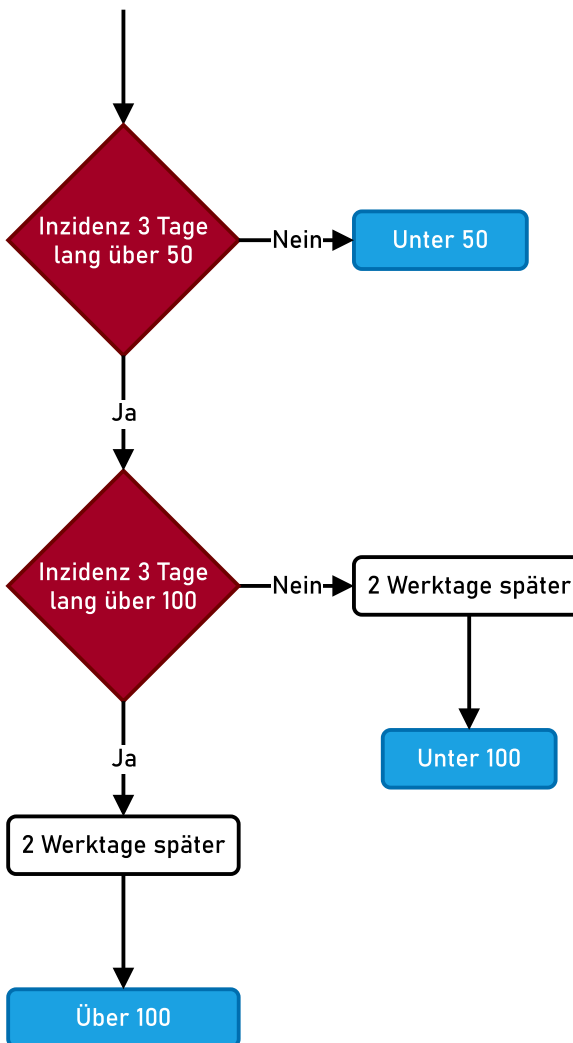 Inzidenz 3 Tage
lang über 50
Nein
Unter 50
Ja
Inzidenz 3 Tage
lang über 100
Nein
2 Werktage später
Unter 100
Ja
2 Werktage später
Über 100